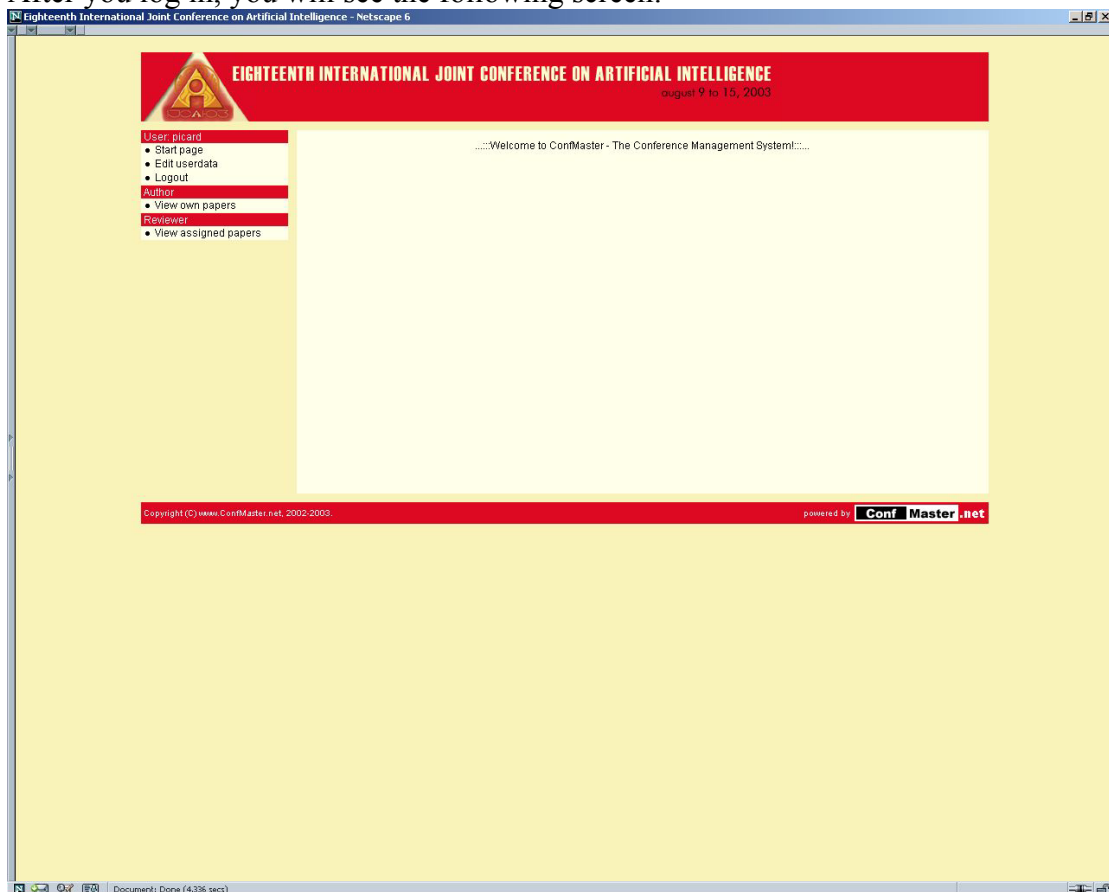 After you log in, you will see the following screen:
Eighteenth International Joint Conference on Artificial Intelligence - Netscape 6
EIGHTEENTH INTERNATIONAL JOINT CONFERENCE ON ARTIFICIAL INTELLIGENCE
august 9 to 15, 2003
User: picard
• Start page
• Edit userdata
• Logout
Author
• View own papers
Reviewer
• View assigned papers
...:::Welcome to ConfMaster - The Conference Management System!:::...
Copyright (C) www.ConfMaster.net, 2002-2003.
powered by Conf Master .net
Document: Done (4.336 secs)